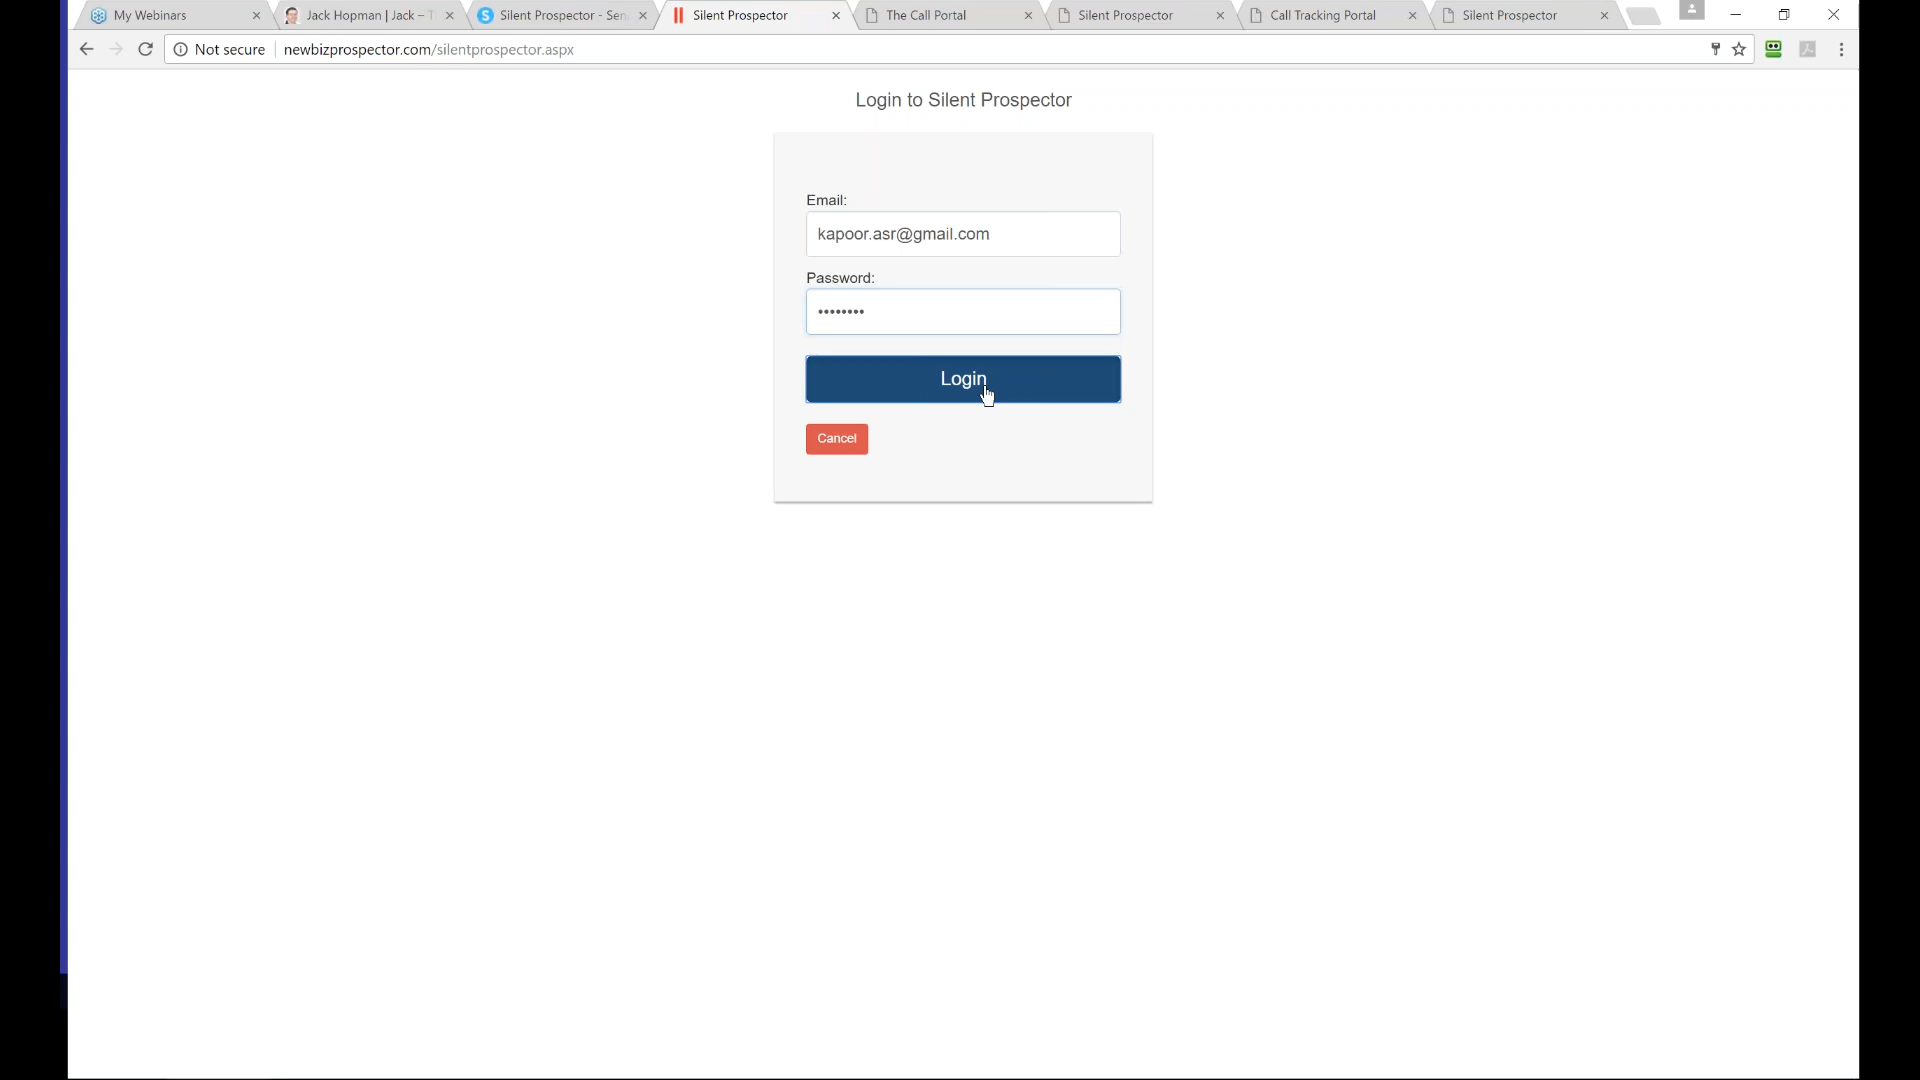 My Webinars
Jack Hopman | Jack – T
Silent Prospector - Sen
Silent Prospector
The Call Portal
Silent Prospector
Call Tracking Portal
Silent Prospector
Not secure
newbizprospector.com/silentprospector.aspx
Login to Silent Prospector
Email:
kapoor.asr@gmail.com
Password:
••••••••
Login
Cancel